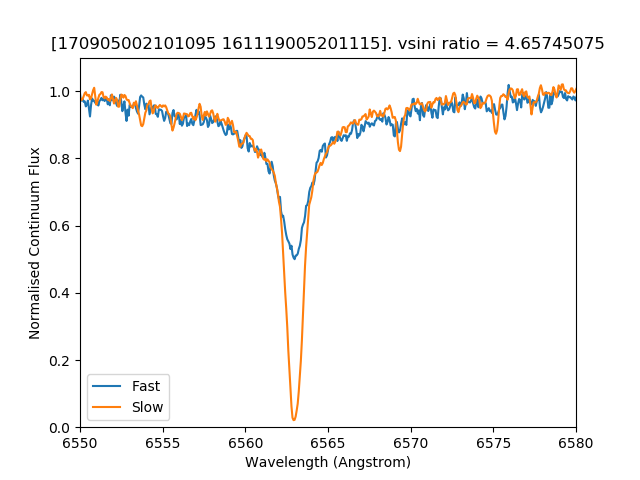 [170905002101095 161119005201115]. vsini ratio = 4.65745075
1.0
0.8
0.6
0.4
0.2
0.0
Normalised Continuum Flux
Fast
Slow
6550
6555
6560
6565
6570
6575
6580
Wavelength (Angstrom)